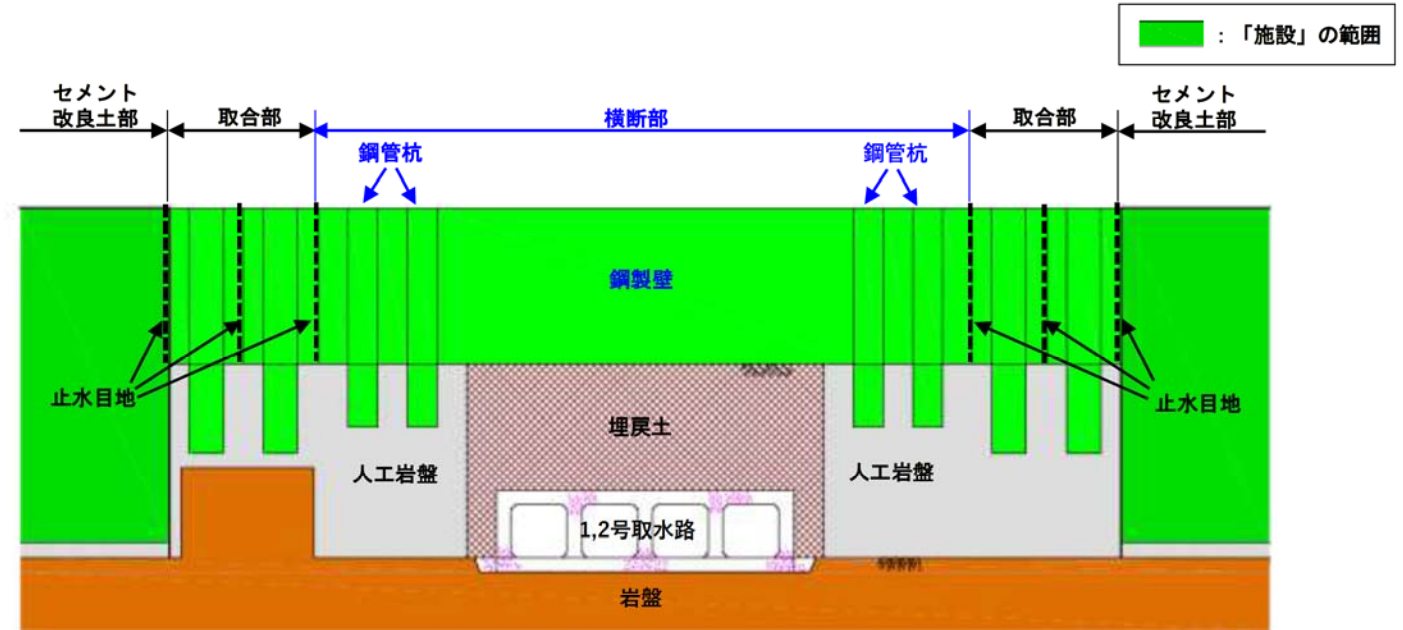 ：「施設」の範囲
セメント
改良土部
取合部
横断部
取合部
セメント
改良土部
鋼管杭
鋼管杭
鋼製壁
止水目地
止水目地
埋戻土
人工岩盤
人工岩盤
1,2号取水路
岩盤